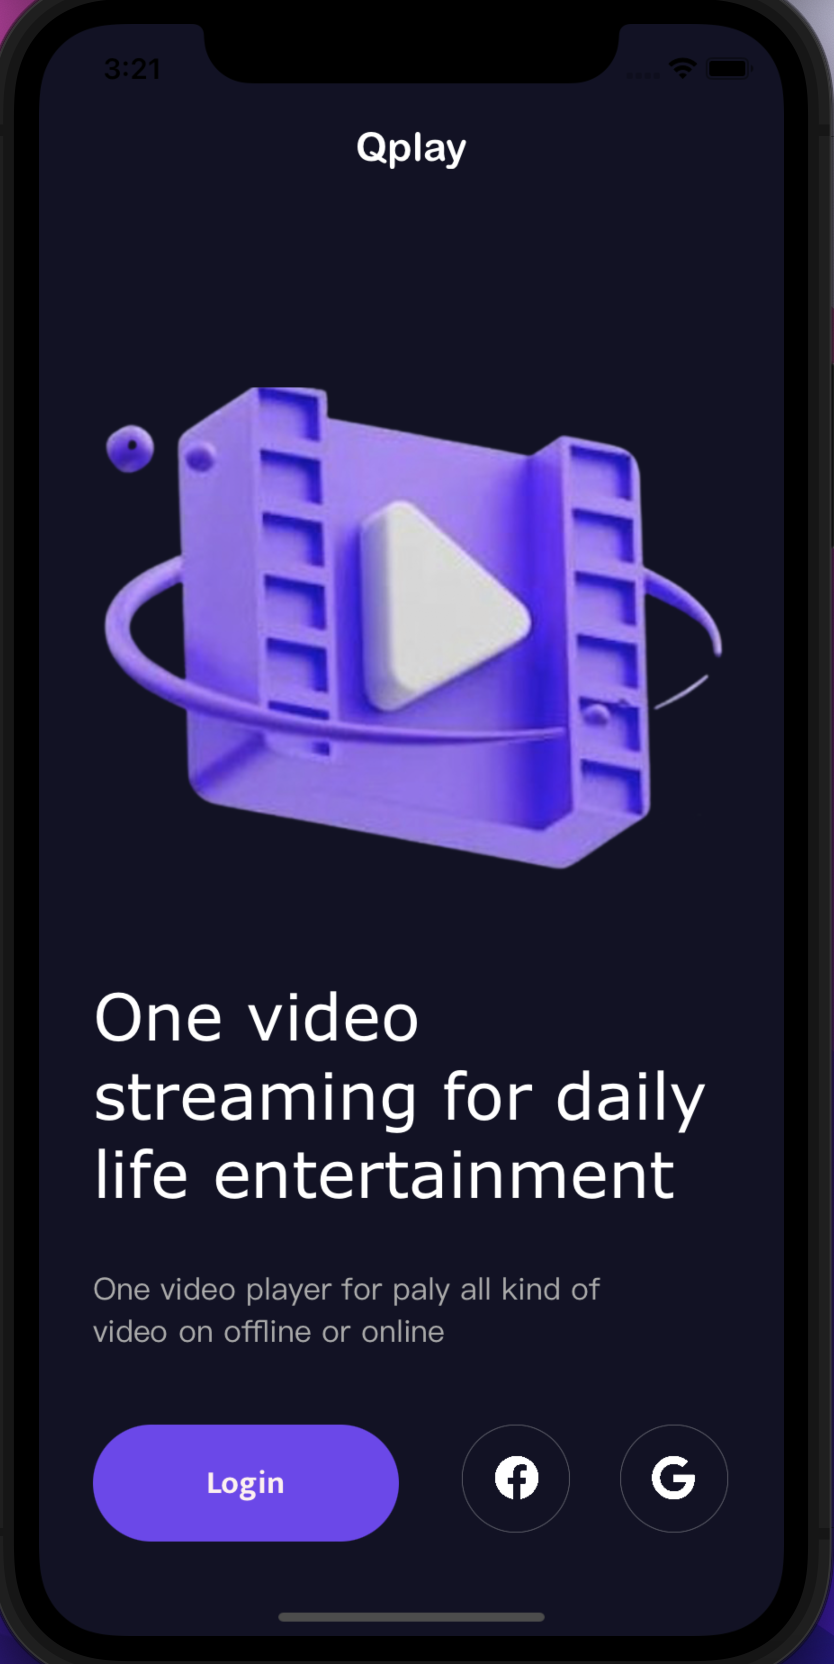 3:21
Qplay
One video
streaming for daily
life entertainment
One video player for paly all kind of
video on offline or online
Login